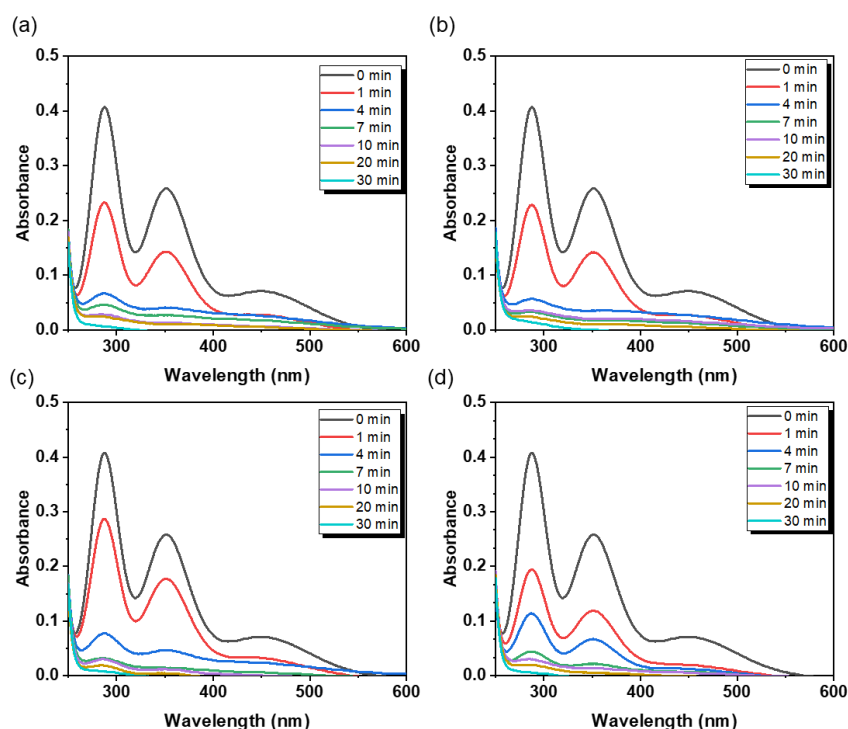 (a)
0.5
0.4
0.3
0.2
0.1
0.0
Absorbance
300
400
500
600
Wavelength (nm)
0 min
1 min
4 min
7 min
10 min
20 min
30 min
(b)
0.5
0.4
0.3
0.2
0.1
0.0
Absorbance
300
400
500
600
Wavelength (nm)
0 min
1 min
4 min
7 min
10 min
20 min
30 min
(c)
0.5
0.4
0.3
0.2
0.1
0.0
Absorbance
300
400
500
600
Wavelength (nm)
0 min
1 min
4 min
7 min
10 min
20 min
30 min
(d)
0.5
0.4
0.3
0.2
0.1
0.0
Absorbance
300
400
500
600
Wavelength (nm)
0 min
1 min
4 min
7 min
10 min
20 min
30 min